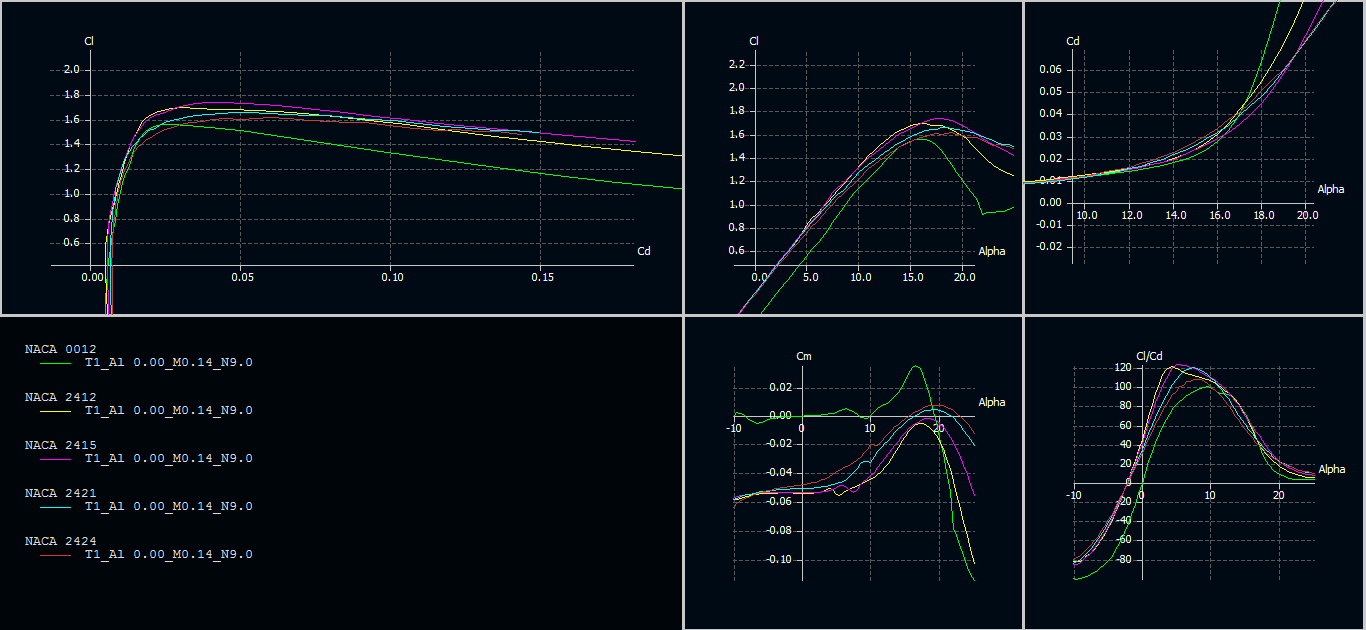 Cl
2.0
1.8
1.6
1.4
1.2
1.0
0.8
0.6
Cd
0.00 0.05 0.10 0.15
Cl
2.2
2.0
1.8
1.6
1.4
1.2
1.0
0.8
0.6
Alpha
0.0 5.0 10.0 15.0 20.0
Cd
0.06
0.05
0.04
0.03
0.02
0.01
Alpha
0.00
10.0 12.0 14.0 16.0 18.0 20.0
-0.01
-0.02
NACA 0012
T1_A1 0.00_M0.14_N9.0
NACA 2412
T1_A1 0.00_M0.14_N9.0
NACA 2415
T1_A1 0.00_M0.14_N9.0
NACA 2421
T1_A1 0.00_M0.14_N9.0
NACA 2424
T1_A1 0.00_M0.14_N9.0
Cm
0.02
Alpha
0.00
-10 0 10 20
-0.02
-0.04
-0.06
-0.08
-0.10
Cl/Cd
120
100
80
60
40
20
Alpha
0
-10 0 10 20
-20
-40
-60
-80